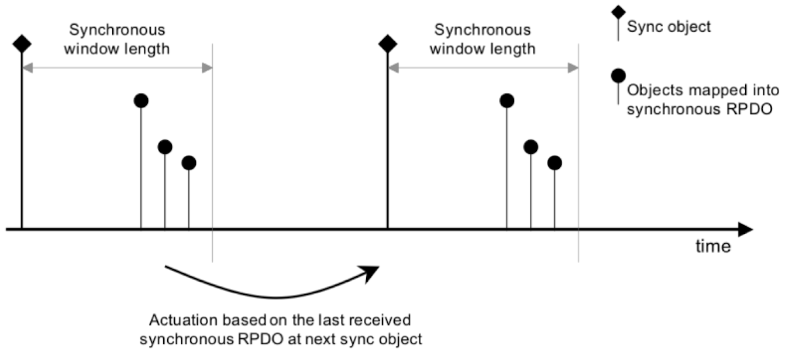 Synchronous
window length
Synchronous
window length
Sync object
Objects mapped into
synchronous RPDO
time
Actuation based on the last received
synchronous RPDO at next sync object